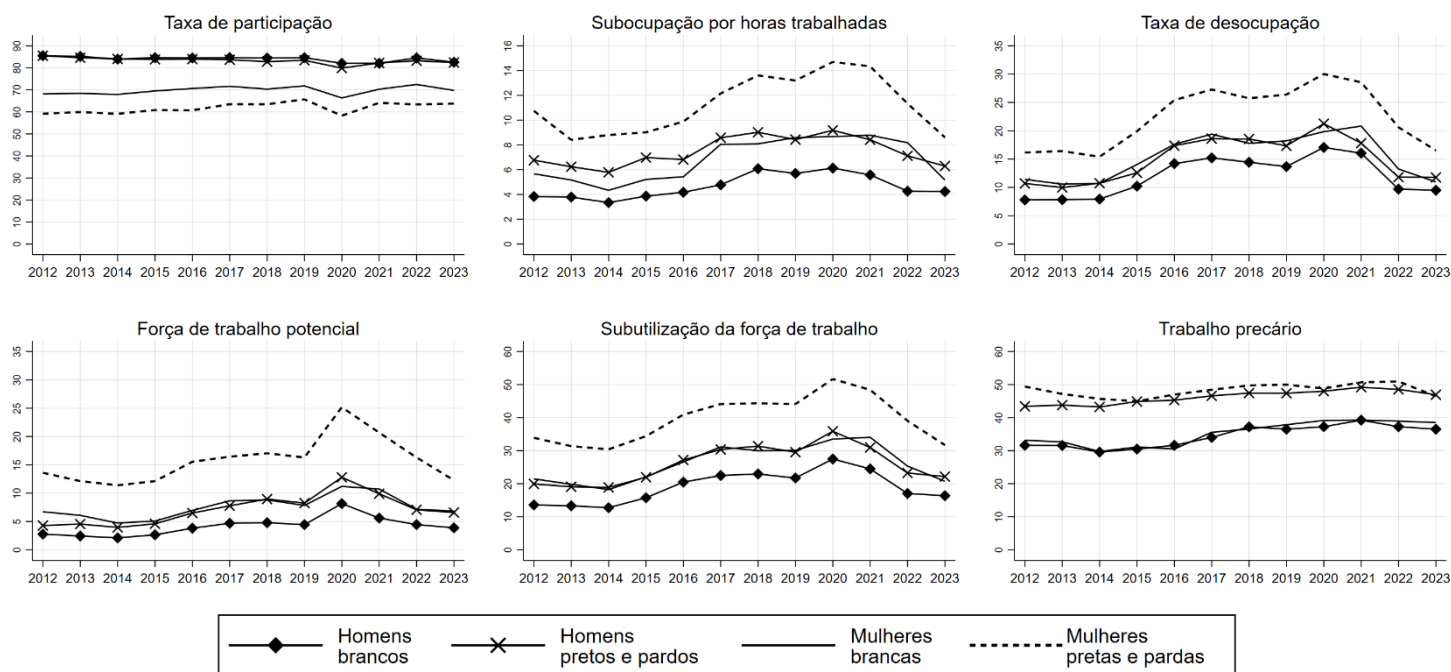 Taxa de participação
0 10 20 30 40 50 60 70 80 90
2012 2013 2014 2015 2016 2017 2018 2019 2020 2021 2022 2023
Subocupação por horas trabalhadas
0 2 4 6 8 10 12 14 16
2012 2013 2014 2015 2016 2017 2018 2019 2020 2021 2022 2023
Taxa de desocupação
0 5 10 15 20 25 30 35
2012 2013 2014 2015 2016 2017 2018 2019 2020 2021 2022 2023
Força de trabalho potencial
0 5 10 15 20 25 30 35
2012 2013 2014 2015 2016 2017 2018 2019 2020 2021 2022 2023
Subutilização da força de trabalho
0 10 20 30 40 50 60
2012 2013 2014 2015 2016 2017 2018 2019 2020 2021 2022 2023
Trabalho precário
0 10 20 30 40 50 60
2012 2013 2014 2015 2016 2017 2018 2019 2020 2021 2022 2023
Homens
brancos
Homens
pretos e pardos
Mulheres
brancas
Mulheres
pretas e pardas